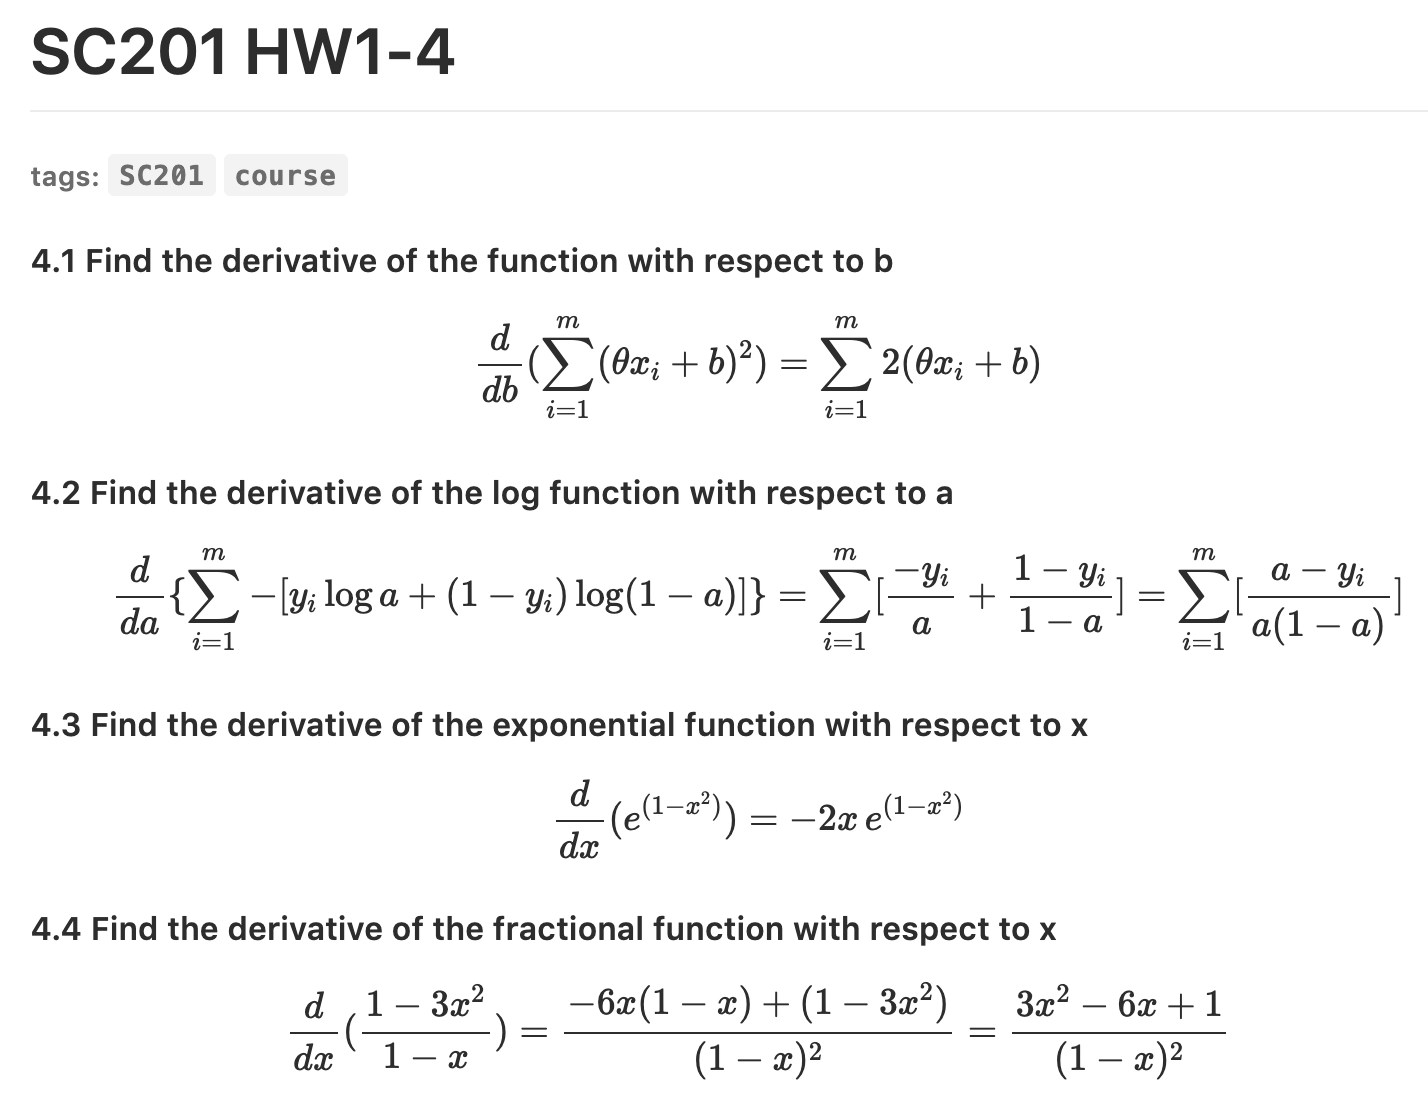 SC201 HW1-4
tags: SC201 course
4.1 Find the derivative of the function with respect to b
$$\frac{d}{db}(\sum_{i=1}^{m}(\theta x_i + b)^2) = \sum_{i=1}^{m} 2(\theta x_i + b)$$
4.2 Find the derivative of the log function with respect to a
$$\frac{d}{da}\{\sum_{i=1}^{m} -[y_i \log a + (1 - y_i) \log(1 - a)]\} = \sum_{i=1}^{m}[\frac{-y_i}{a} + \frac{1 - y_i}{1 - a}] = \sum_{i=1}^{m}[\frac{a - y_i}{a(1 - a)}]$$
4.3 Find the derivative of the exponential function with respect to x
$$\frac{d}{dx}(e^{(1-x^2)}) = -2x\, e^{(1-x^2)}$$
4.4 Find the derivative of the fractional function with respect to x
$$\frac{d}{dx}(\frac{1 - 3x^2}{1 - x}) = \frac{-6x(1 - x) + (1 - 3x^2)}{(1 - x)^2} = \frac{3x^2 - 6x + 1}{(1 - x)^2}$$